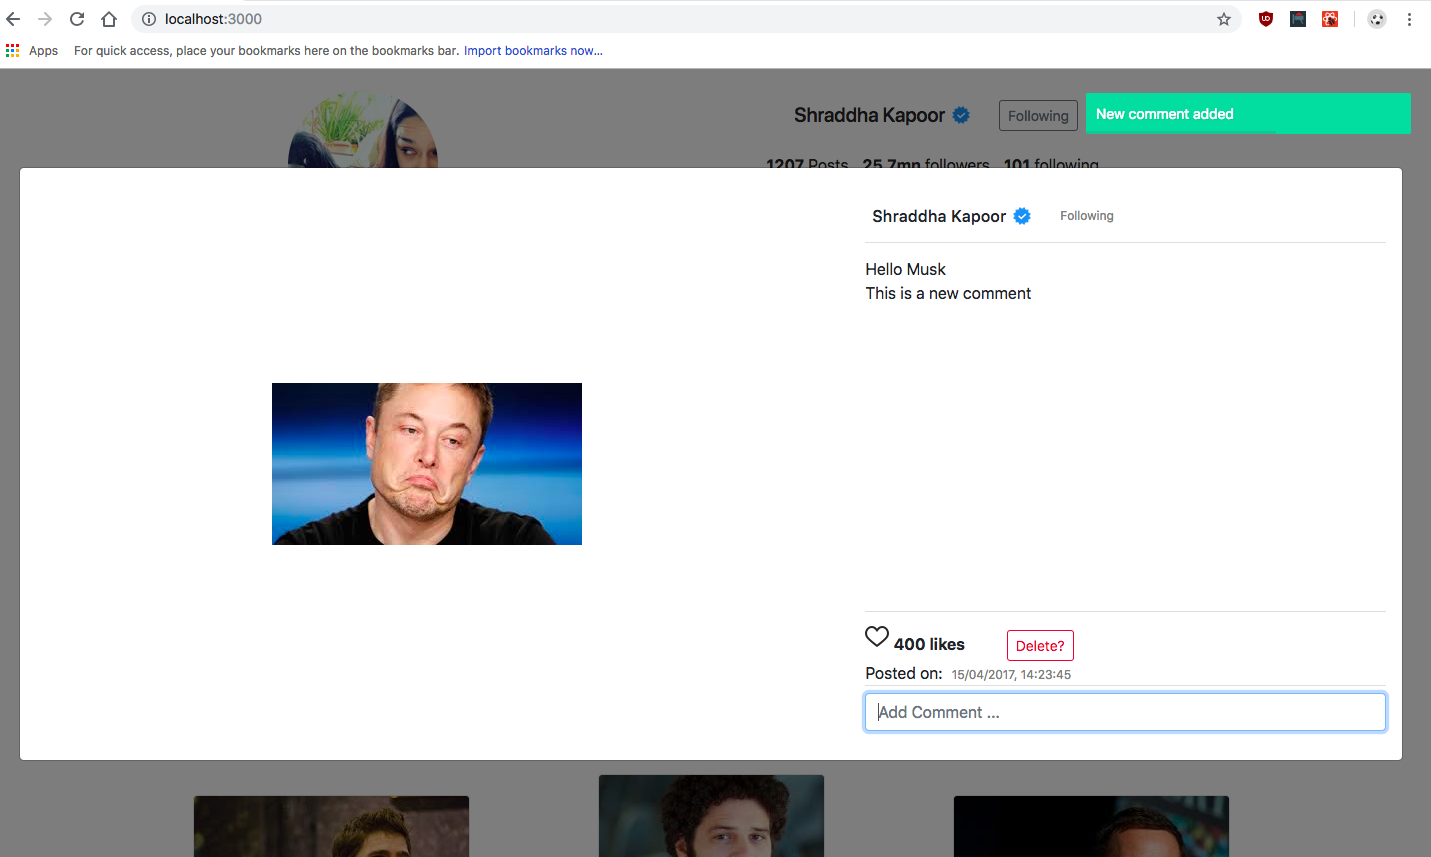 localhost:3000
Apps For quick access, place your bookmarks here on the bookmarks bar. Import bookmarks now...
Shraddha Kapoor Following
New comment added
1207 Posts 25.7mn followers 101 following
Shraddha Kapoor Following
Hello Musk
This is a new comment
400 likes Delete?
Posted on: 15/04/2017, 14:23:45
Add Comment ...